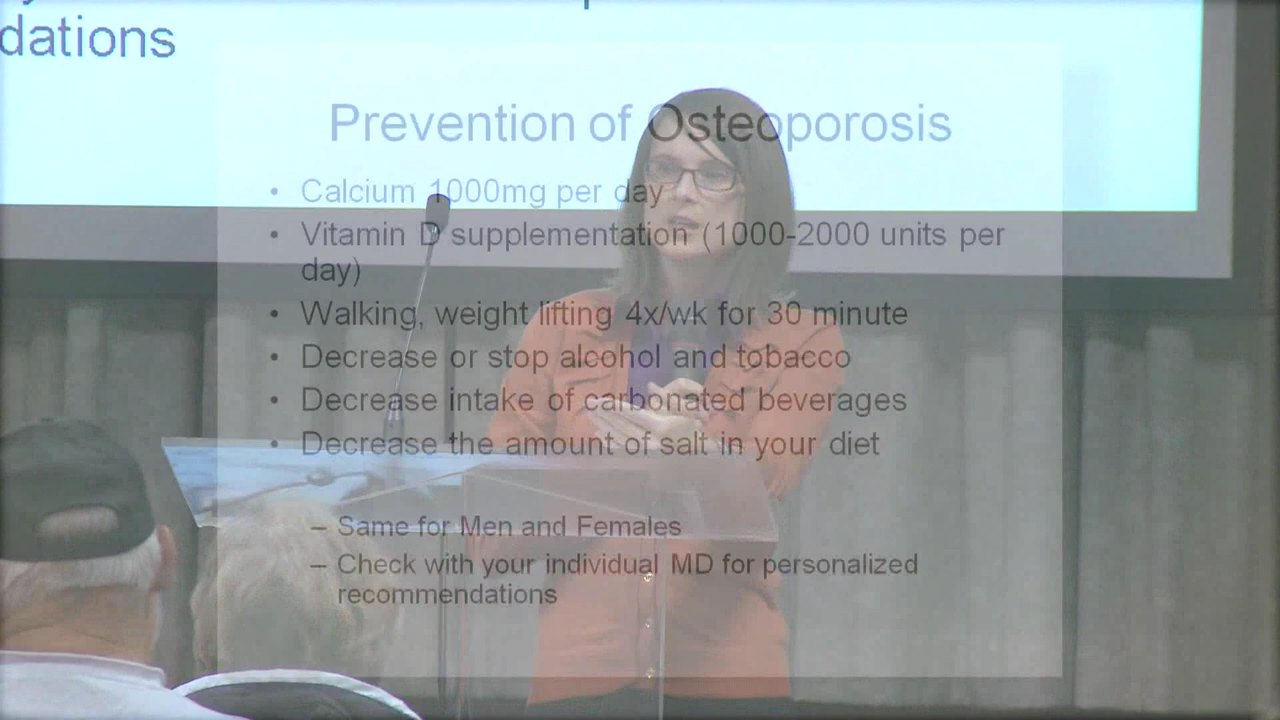 dations
Prevention of Osteoporosis
• Calcium 1000mg per day
• Vitamin D supplementation (1000-2000 units per
day)
• Walking, weight lifting 4x/wk for 30 minute
• Decrease or stop alcohol and tobacco
• Decrease intake of carbonated beverages
• Decrease the amount of salt in your diet
– Same for Men and Females
– Check with your individual MD for personalized
recommendations